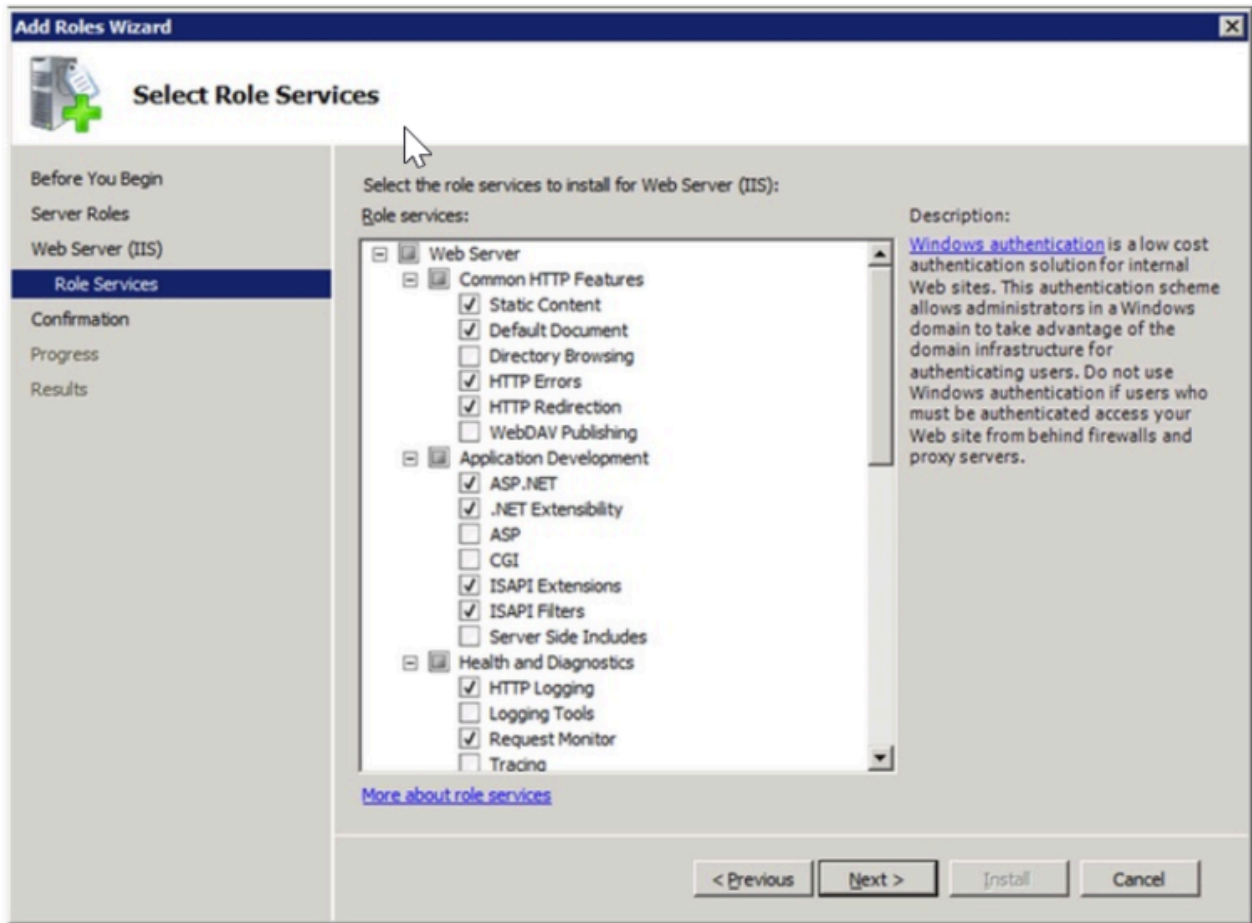 Add Roles Wizard
Select Role Services
Before You Begin
Server Roles
Web Server (IIS)
Role Services
Confirmation
Progress
Results
Select the role services to install for Web Server (IIS):
Role services:
Web Server
Common HTTP Features
Static Content
Default Document
Directory Browsing
HTTP Errors
HTTP Redirection
WebDAV Publishing
Application Development
ASP.NET
.NET Extensibility
ASP
CGI
ISAPI Extensions
ISAPI Filters
Server Side Includes
Health and Diagnostics
HTTP Logging
Logging Tools
Request Monitor
Tracing
More about role services
Description:
Windows authentication is a low cost
authentication solution for internal
Web sites. This authentication scheme
allows administrators in a Windows
domain to take advantage of the
domain infrastructure for
authenticating users. Do not use
Windows authentication if users who
must be authenticated access your
Web site from behind firewalls and
proxy servers.
< Previous
Next >
Install
Cancel